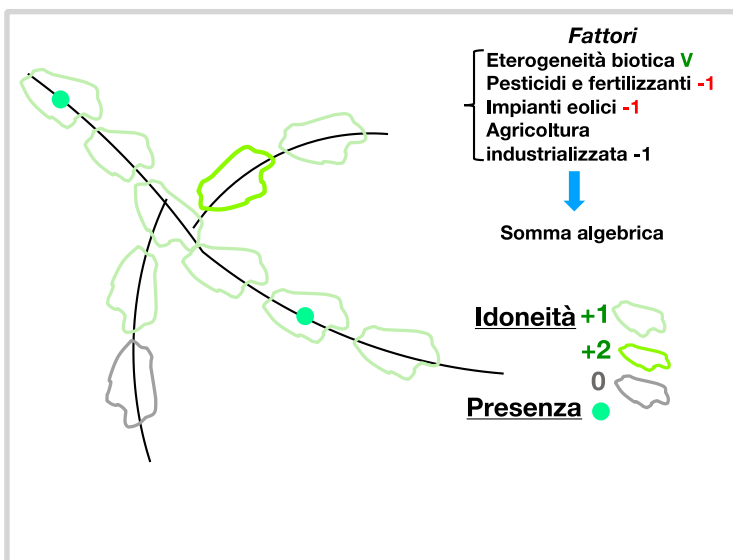 Fattori
Eterogeneità biotica V
Pesticidi e fertilizzanti -1
Impianti eolici -1
Agricoltura
industrializzata -1
Somma algebrica
Idoneità +1
+2
0
Presenza